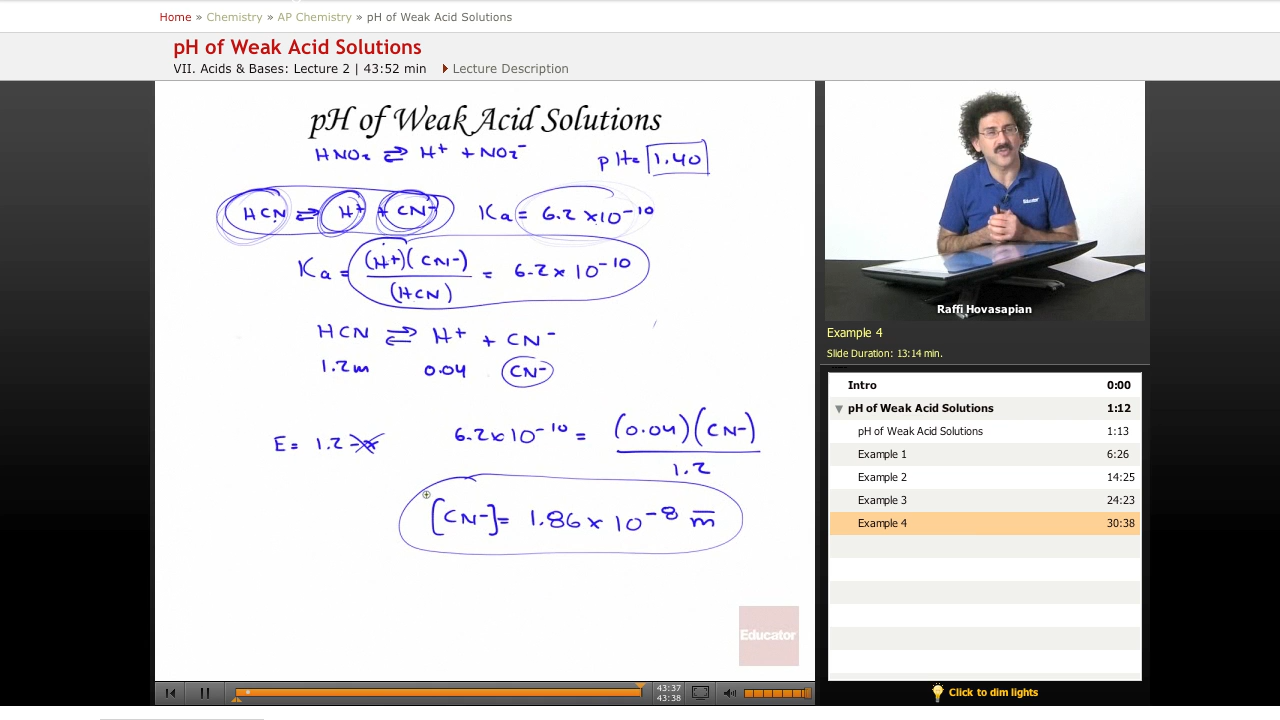 Home » Chemistry » AP Chemistry » pH of Weak Acid Solutions
pH of Weak Acid Solutions
VII. Acids & Bases: Lecture 2 | 43:52 min Lecture Description
pH of Weak Acid Solutions
HNO₂ ⇌ H⁺ + NO₂⁻ pH= 1.40
HCN ⇌ H⁺ + CN⁻ Ka = 6.2 x10⁻¹⁰
Ka = (H+)(CN-) / (HCN) = 6.2 x 10⁻¹⁰
HCN ⇌ H+ + CN⁻
1.2m 0.04 CN-
E= 1.2 -x 6.2x10⁻¹⁰ = (0.04)(CN-) / 1.2
[CN-]= 1.86 x 10⁻⁸ m
Educator
Educator
Raffi Hovasapian
Example 4
Slide Duration: 13:14 min.
Intro 0:00
pH of Weak Acid Solutions 1:12
pH of Weak Acid Solutions 1:13
Example 1 6:26
Example 2 14:25
Example 3 24:23
Example 4 30:38
43:37
43:38
Click to dim lights